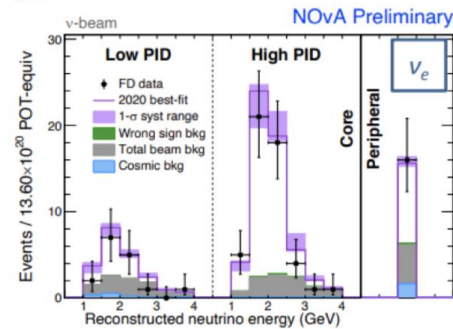 ν-beam
NOvA Preliminary
Low PID
High PID
Core
Peripheral
νe
FD data
2020 best-fit
1-σ syst range
Wrong sign bkg
Total beam bkg
Cosmic bkg
Events / 13.60×10²⁰ POT-equiv
30
20
10
0
1 2 3 4 1 2 3 4
Reconstructed neutrino energy (GeV)